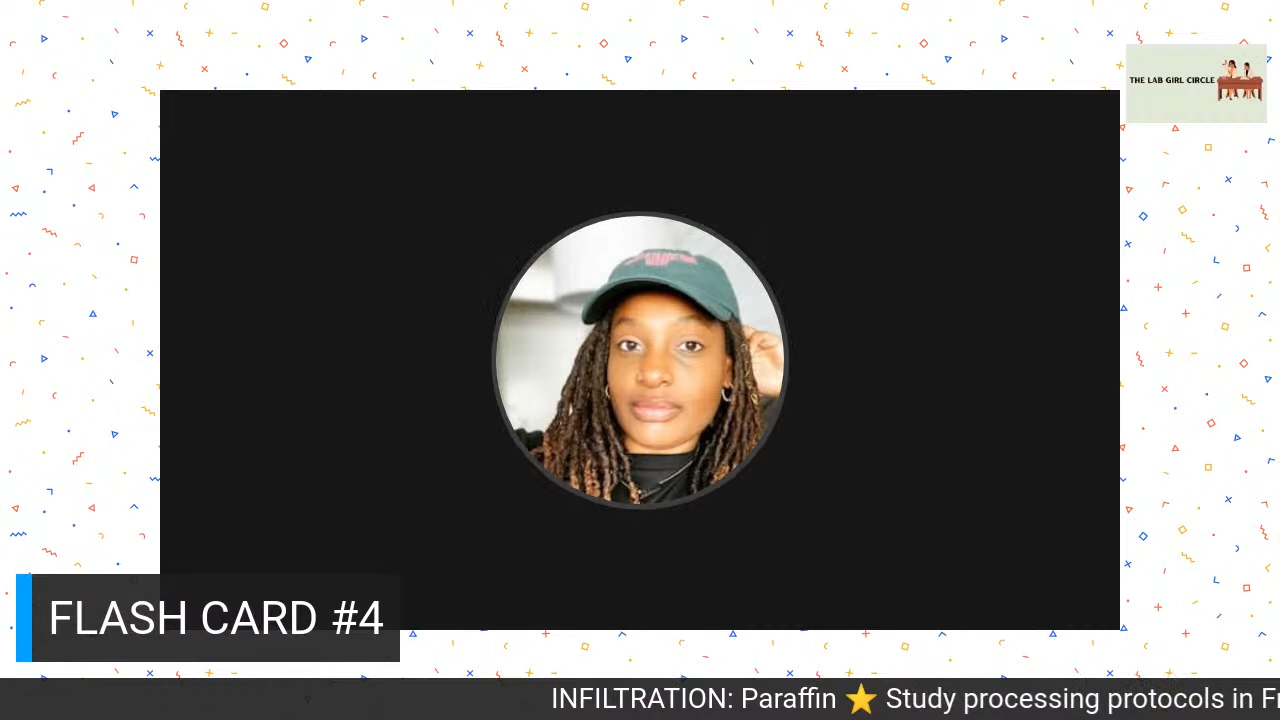 THE LAB GIRL CIRCLE
FLASH CARD #4
INFILTRATION: Paraffin ⭐ Study processing protocols in